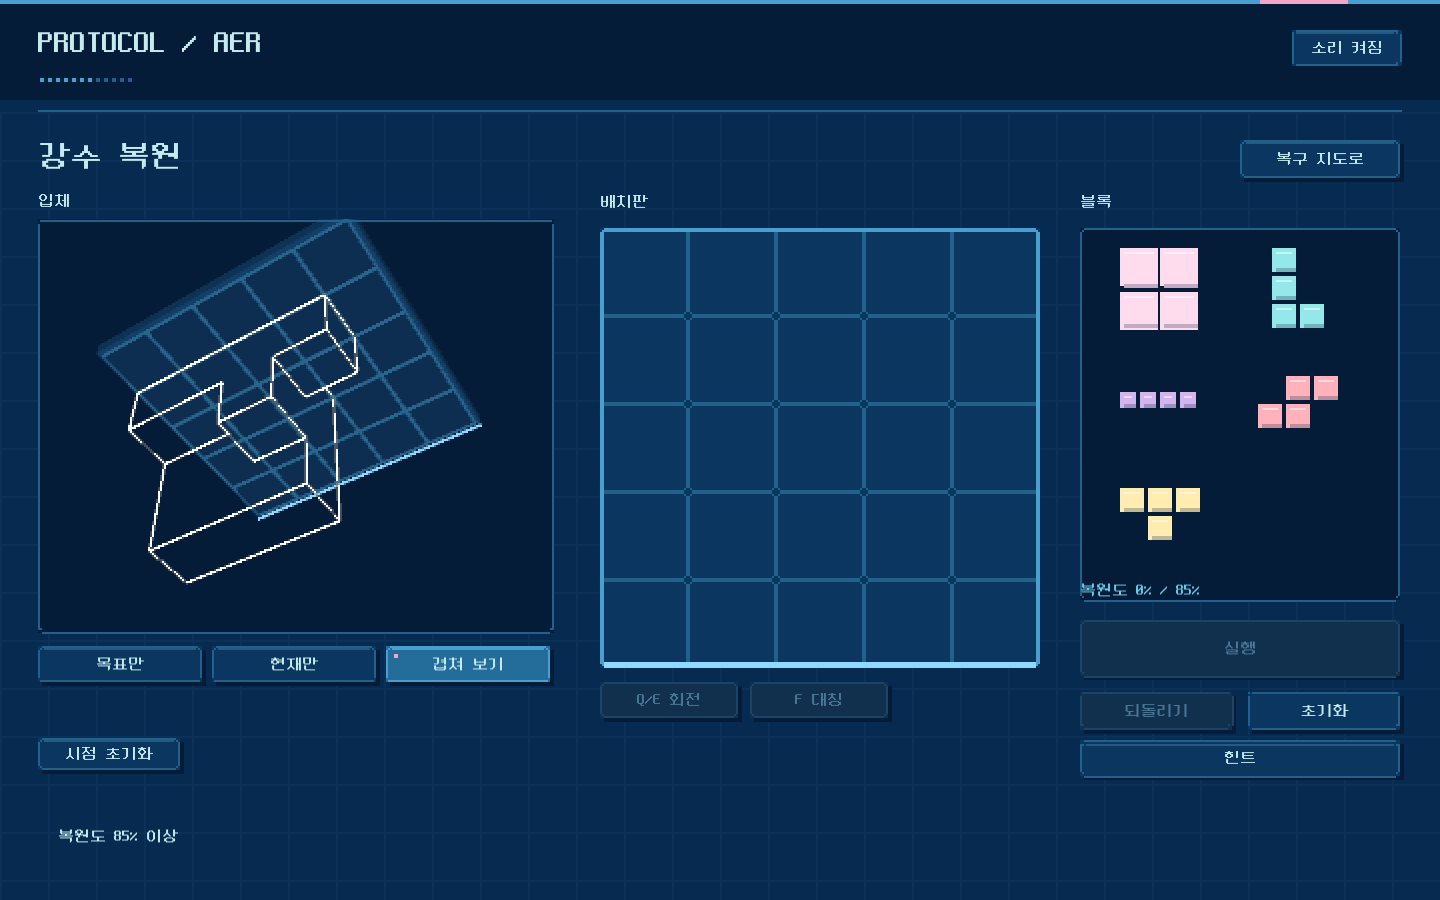 PROTOCOL / AER
소리 켜짐
강수 복원
복구 지도로
입체
배치판
블록
복원도 0% / 85%
실행
목표만
현재만
겹쳐 보기
Q/E 회전
F 대칭
되돌리기
초기화
힌트
시점 초기화
복원도 85% 이상